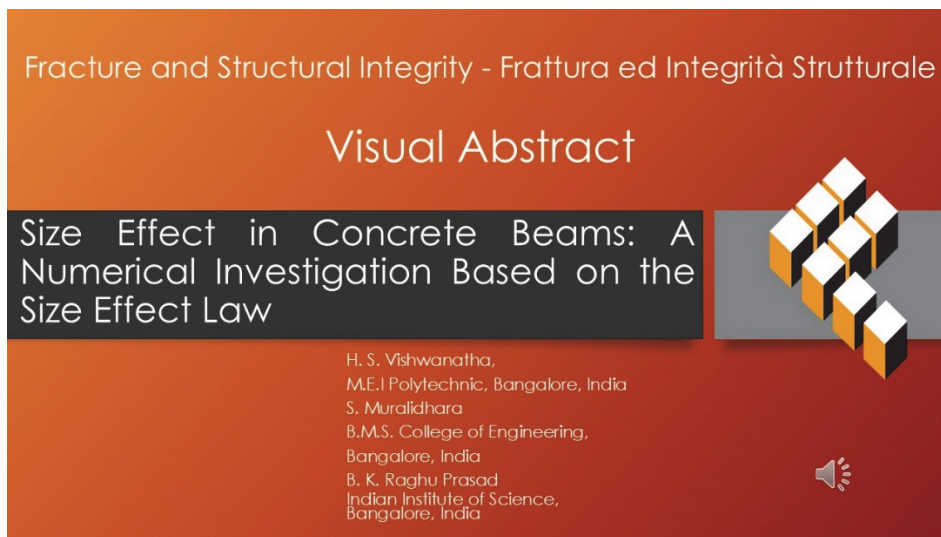 Fracture and Structural Integrity - Frattura ed Integrità Strutturale
Visual Abstract
Size Effect in Concrete Beams: A
Numerical Investigation Based on the
Size Effect Law
H. S. Vishwanatha,
M.E.I Polytechnic, Bangalore, India
S. Muralidhara
B.M.S. College of Engineering,
Bangalore, India
B. K. Raghu Prasad
Indian Institute of Science,
Bangalore, India